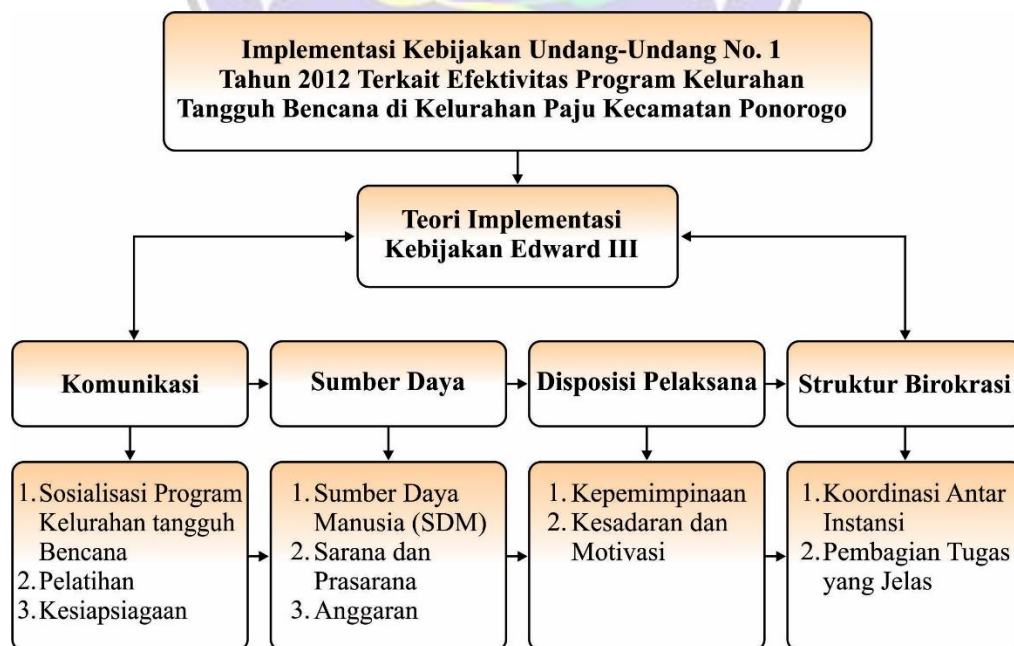 Implementasi Kebijakan Undang-Undang No. 1
Tahun 2012 Terkait Efektivitas Program Kelurahan
Tangguh Bencana di Kelurahan Paju Kecamatan Ponorogo
Teori Implementasi
Kebijakan Edward III
Komunikasi
Sumber Daya
Disposisi Pelaksana
Struktur Birokrasi
1. Sosialisasi Program
Kelurahan tangguh
Bencana
2. Pelatihan
3. Kesiapsiagaan
1. Sumber Daya
Manusia (SDM)
2. Sarana dan
Prasarana
3. Anggaran
1. Kepemimpinaan
2. Kesadaran dan
Motivasi
1. Koordinasi Antar
Instansi
2. Pembagian Tugas
yang Jelas